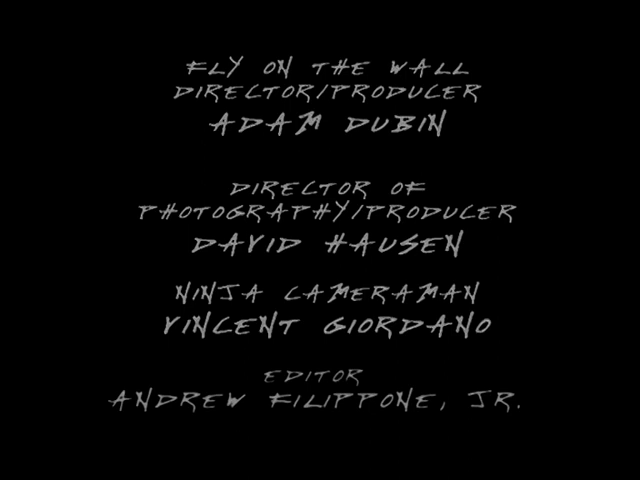 FLY ON THE WALL
DIRECTOR/PRODUCER
ADAM DUBIN
DIRECTOR OF
PHOTOGRAPHY/PRODUCER
DAVID HAUSEN
NINJA CAMERAMAN
VINCENT GIORDANO
EDITOR
ANDREW FILIPPONE, JR.